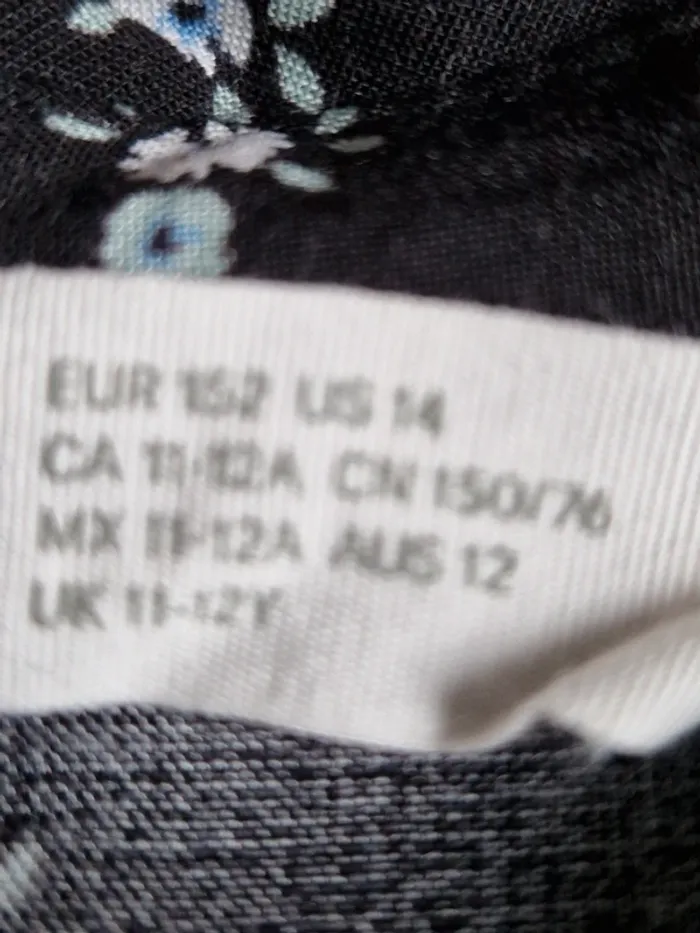 EUR 152 US 14
CA 11-12A CN 150/76
MX 11-12A AUS 12
UK 11-12Y